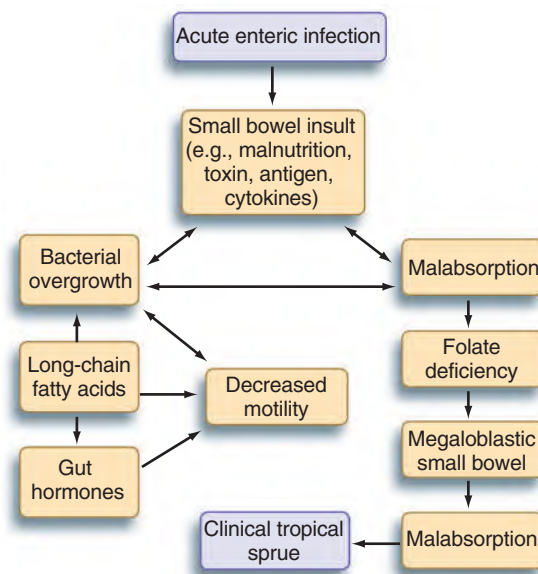 Acute enteric infection
Small bowel insult
(e.g., malnutrition,
toxin, antigen,
cytokines)
Bacterial
overgrowth
Malabsorption
Long-chain
fatty acids
Decreased
motility
Folate
deficiency
Gut
hormones
Megaloblastic
small bowel
Clinical tropical
sprue
Malabsorption